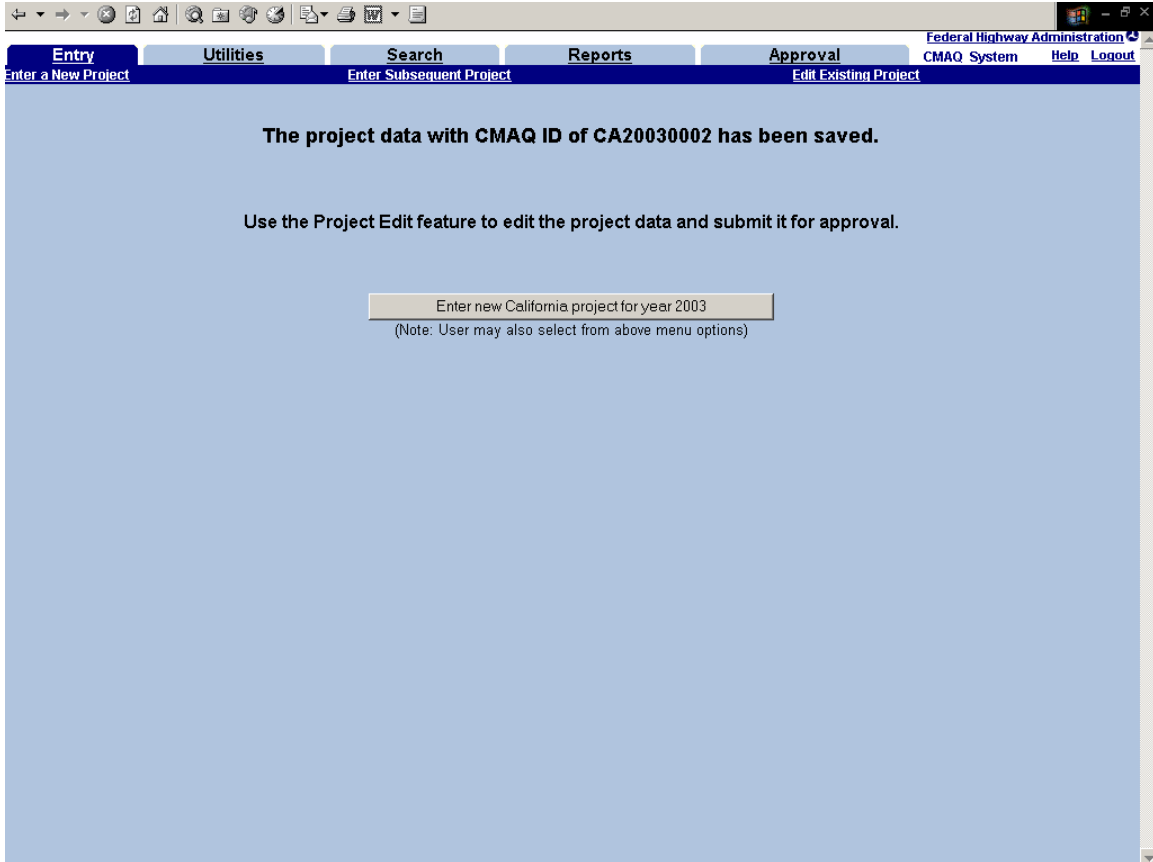 Federal Highway Administration
Entry Utilities Search Reports Approval CMAQ System Help Logout
Enter a New Project Enter Subsequent Project Edit Existing Project
The project data with CMAQ ID of CA20030002 has been saved.
Use the Project Edit feature to edit the project data and submit it for approval.
Enter new California project for year 2003
(Note: User may also select from above menu options)